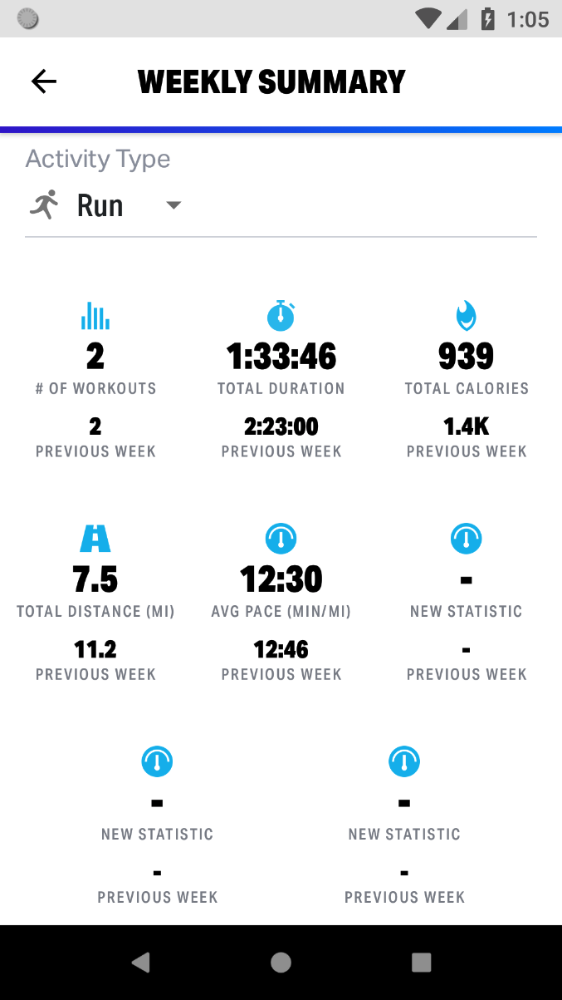 1:05
WEEKLY SUMMARY
Activity Type
Run
2 1:33:46 939
# OF WORKOUTS TOTAL DURATION TOTAL CALORIES
2 2:23:00 1.4K
PREVIOUS WEEK PREVIOUS WEEK PREVIOUS WEEK
7.5 12:30 -
TOTAL DISTANCE (MI) AVG PACE (MIN/MI) NEW STATISTIC
11.2 12:46 -
PREVIOUS WEEK PREVIOUS WEEK PREVIOUS WEEK
- -
NEW STATISTIC NEW STATISTIC
- -
PREVIOUS WEEK PREVIOUS WEEK